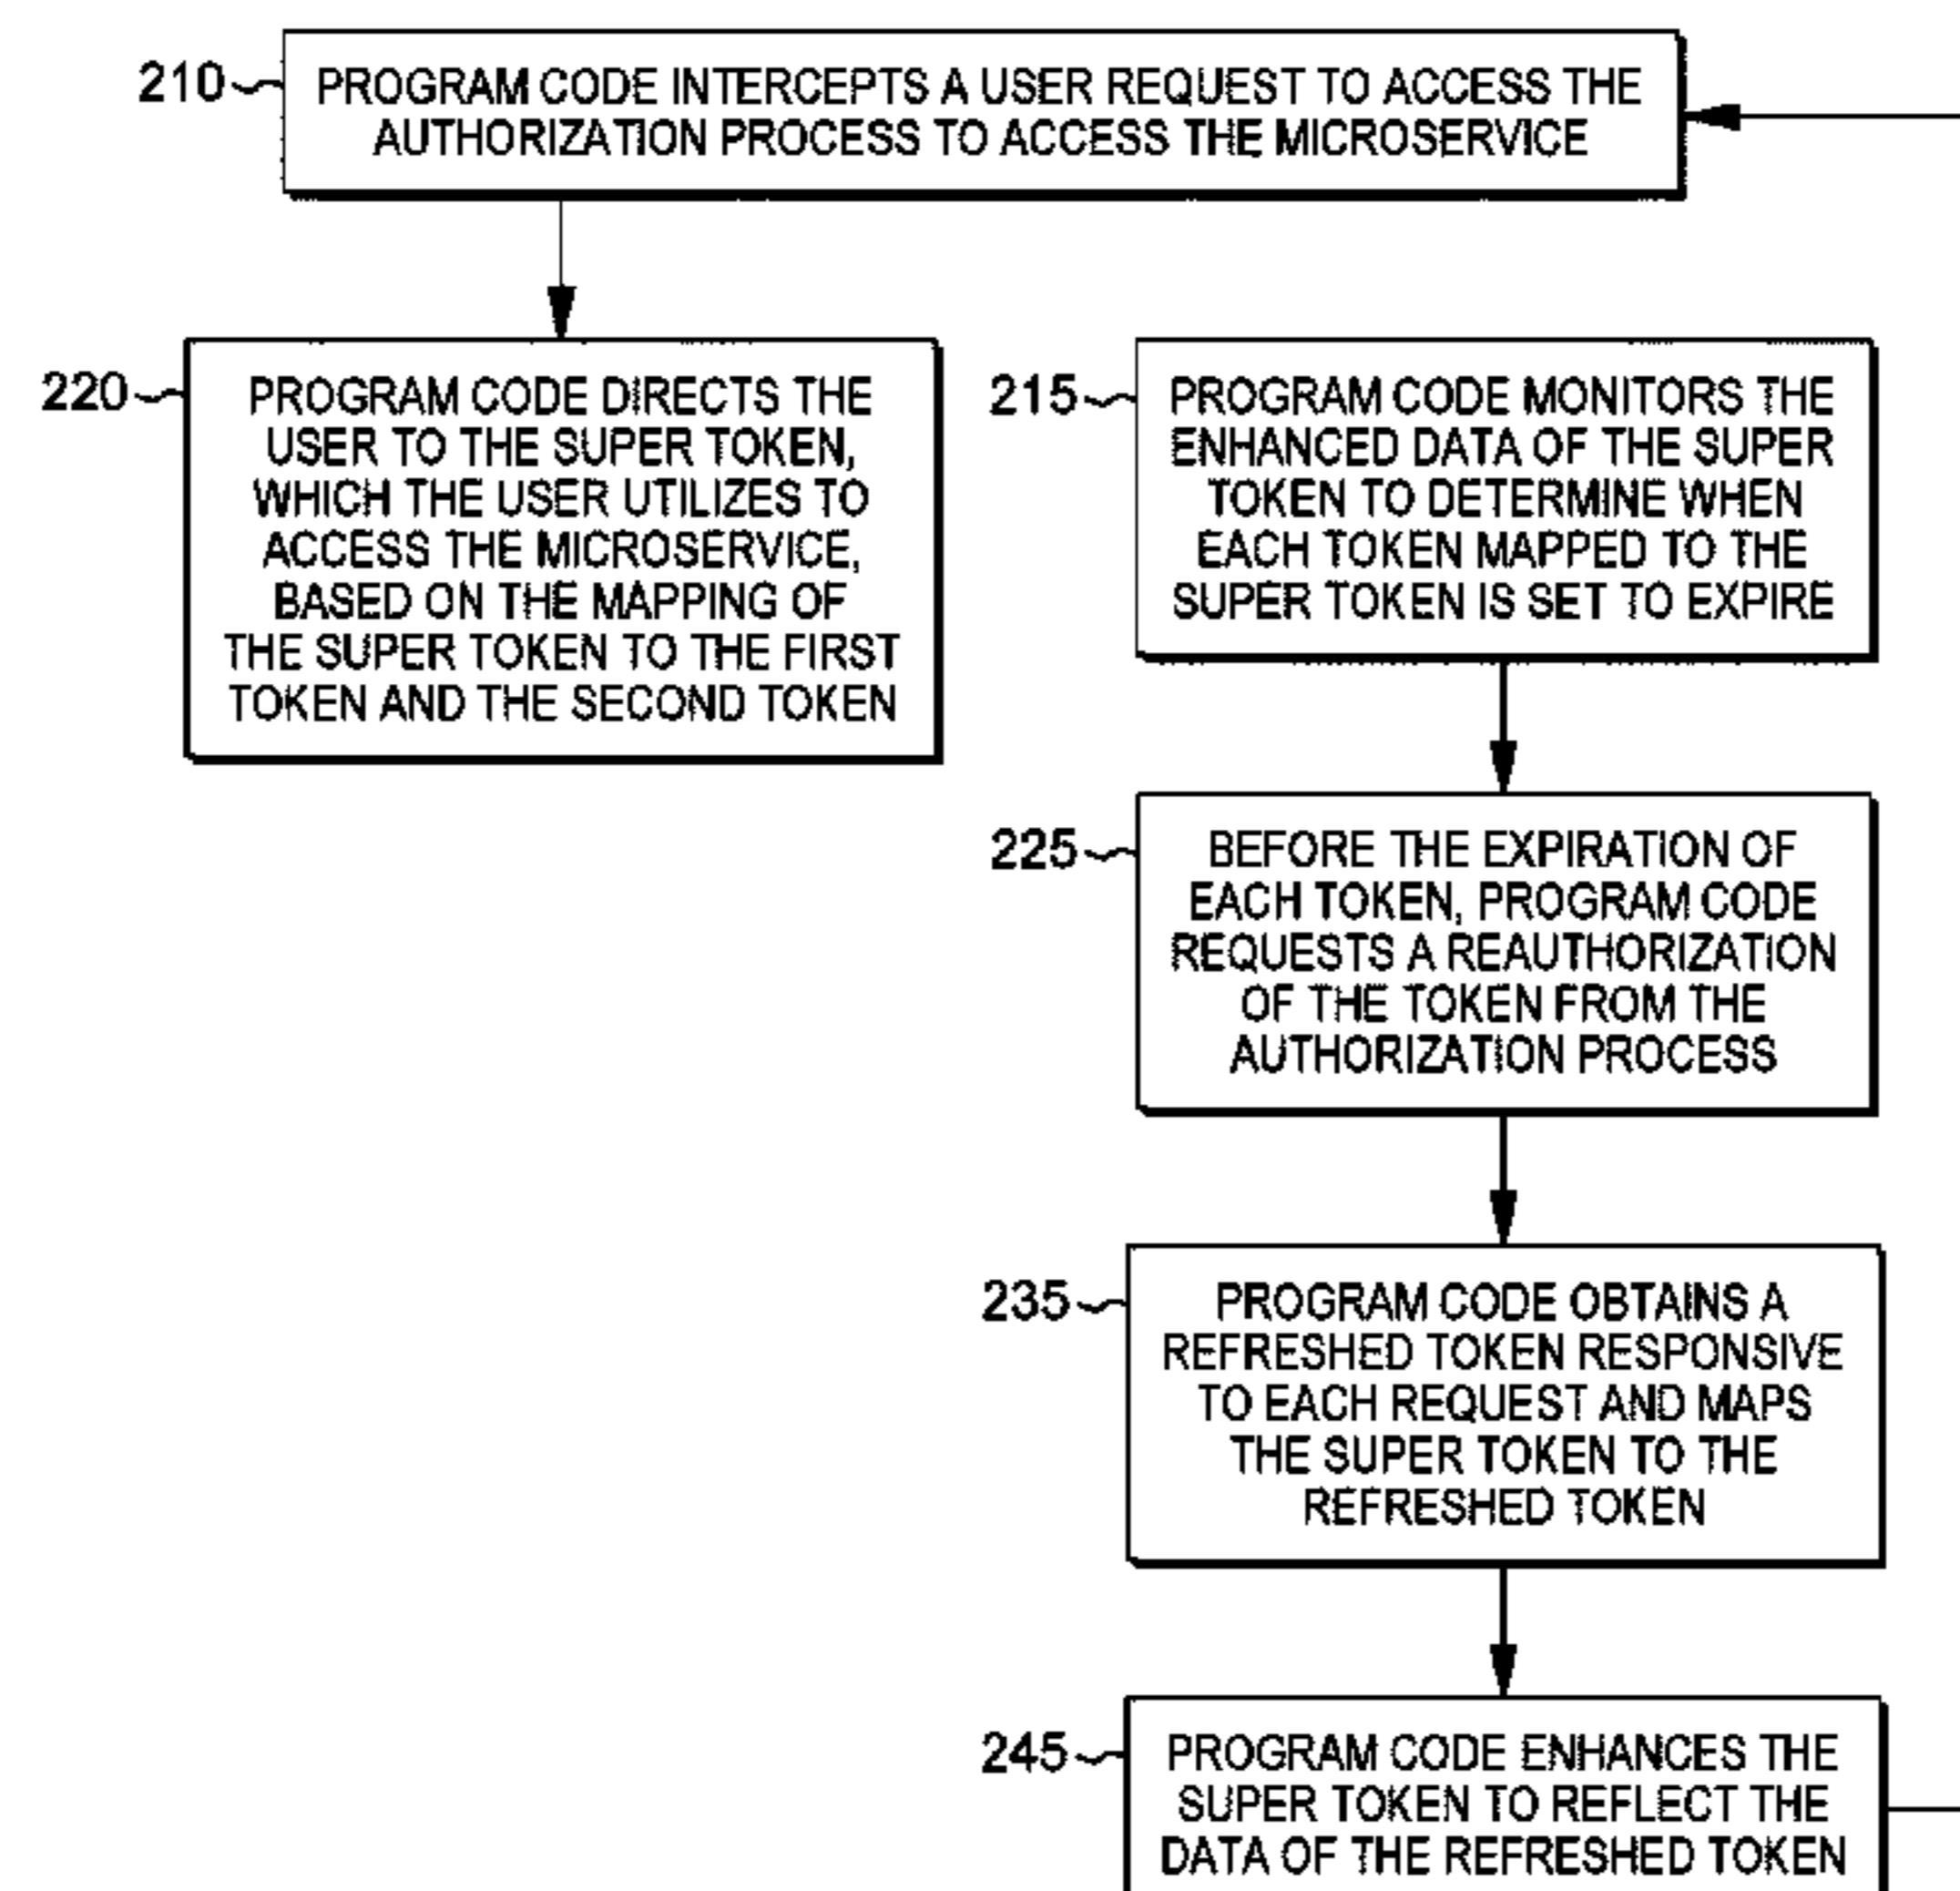 210
PROGRAM CODE INTERCEPTS A USER REQUEST TO ACCESS THE
AUTHORIZATION PROCESS TO ACCESS THE MICROSERVICE
220
PROGRAM CODE DIRECTS THE
USER TO THE SUPER TOKEN,
WHICH THE USER UTILIZES TO
ACCESS THE MICROSERVICE,
BASED ON THE MAPPING OF
THE SUPER TOKEN TO THE FIRST
TOKEN AND THE SECOND TOKEN
215
PROGRAM CODE MONITORS THE
ENHANCED DATA OF THE SUPER
TOKEN TO DETERMINE WHEN
EACH TOKEN MAPPED TO THE
SUPER TOKEN IS SET TO EXPIRE
225
BEFORE THE EXPIRATION OF
EACH TOKEN, PROGRAM CODE
REQUESTS A REAUTHORIZATION
OF THE TOKEN FROM THE
AUTHORIZATION PROCESS
235
PROGRAM CODE OBTAINS A
REFRESHED TOKEN RESPONSIVE
TO EACH REQUEST AND MAPS
THE SUPER TOKEN TO THE
REFRESHED TOKEN
245
PROGRAM CODE ENHANCES THE
SUPER TOKEN TO REFLECT THE
DATA OF THE REFRESHED TOKEN